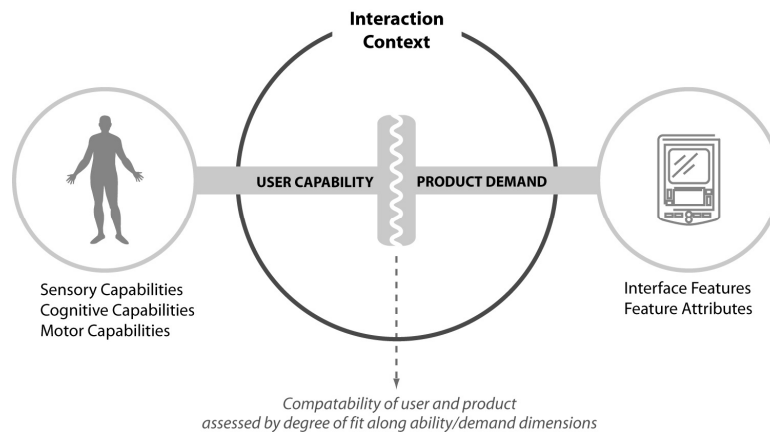 Interaction
Context
USER CAPABILITY
PRODUCT DEMAND
Sensory Capabilities
Cognitive Capabilities
Motor Capabilities
Interface Features
Feature Attributes
Compatability of user and product
assessed by degree of fit along ability/demand dimensions